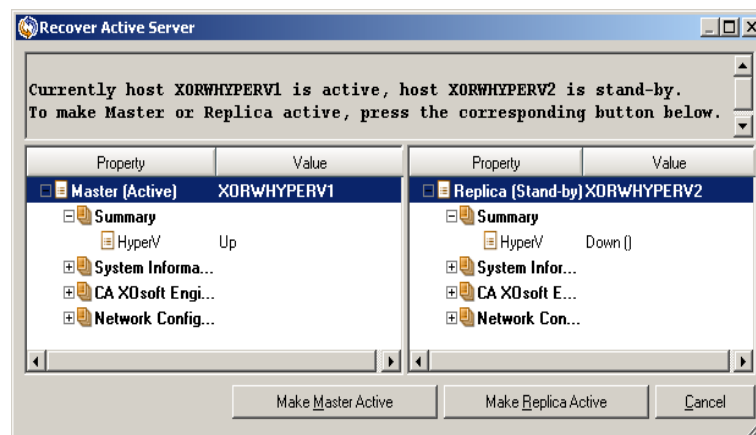 Recover Active Server
Currently host XORWHYPERV1 is active, host XORWHYPERV2 is stand-by.
To make Master or Replica active, press the corresponding button below.
Property Value
Master (Active) XORWHYPERV1
Summary
HyperV Up
System Informa...
CA XOsoft Engi...
Network Config...
Property Value
Replica (Stand-by) XORWHYPERV2
Summary
HyperV Down ()
System Infor...
CA XOsoft E...
Network Con...
Make Master Active Make Replica Active Cancel